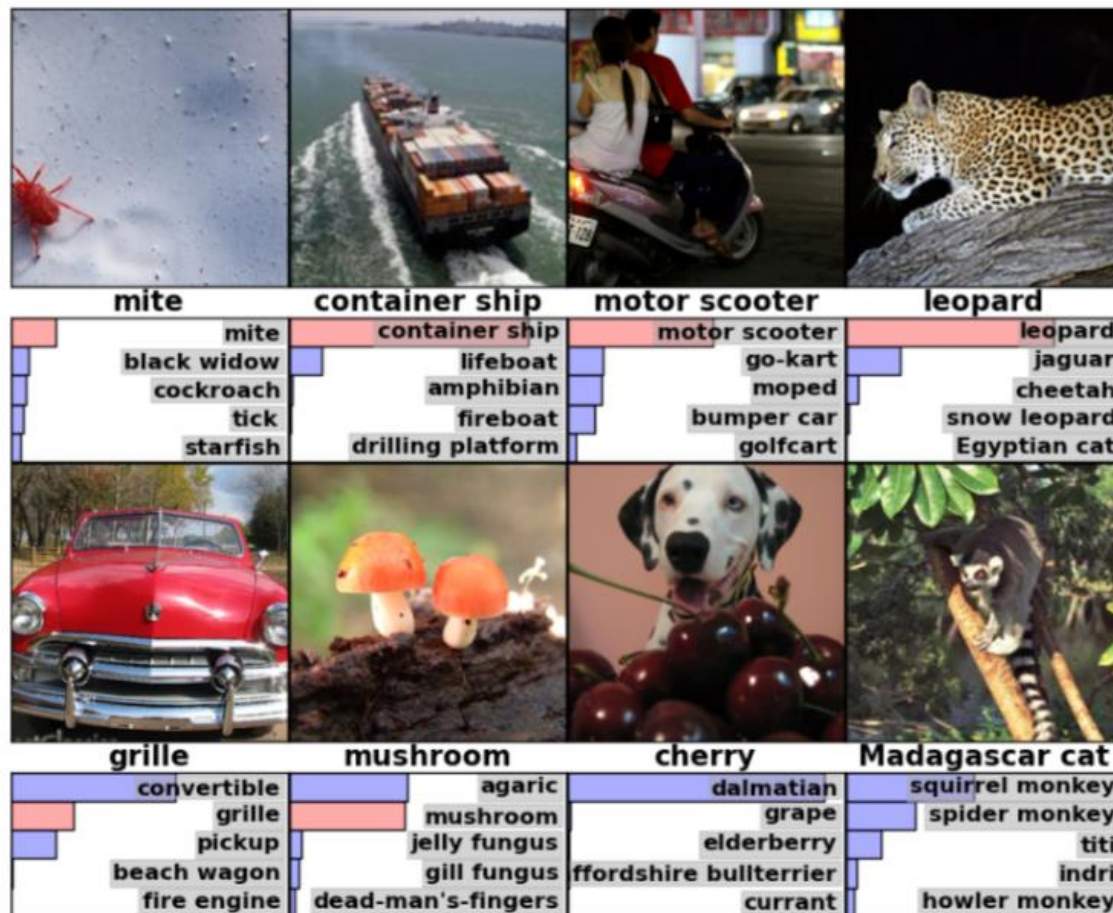 mite
container ship
motor scooter
leopard
mite
black widow
cockroach
tick
starfish
container ship
lifeboat
amphibian
fireboat
drilling platform
motor scooter
go-kart
moped
bumper car
golfcart
leopard
jaguar
cheetah
snow leopard
Egyptian cat
grille
mushroom
cherry
Madagascar cat
convertible
grille
pickup
beach wagon
fire engine
agaric
mushroom
jelly fungus
gill fungus
dead-man's-fingers
dalmatian
grape
elderberry
ffordshire bullterrier
currant
squirrel monkey
spider monkey
titi
indri
howler monkey